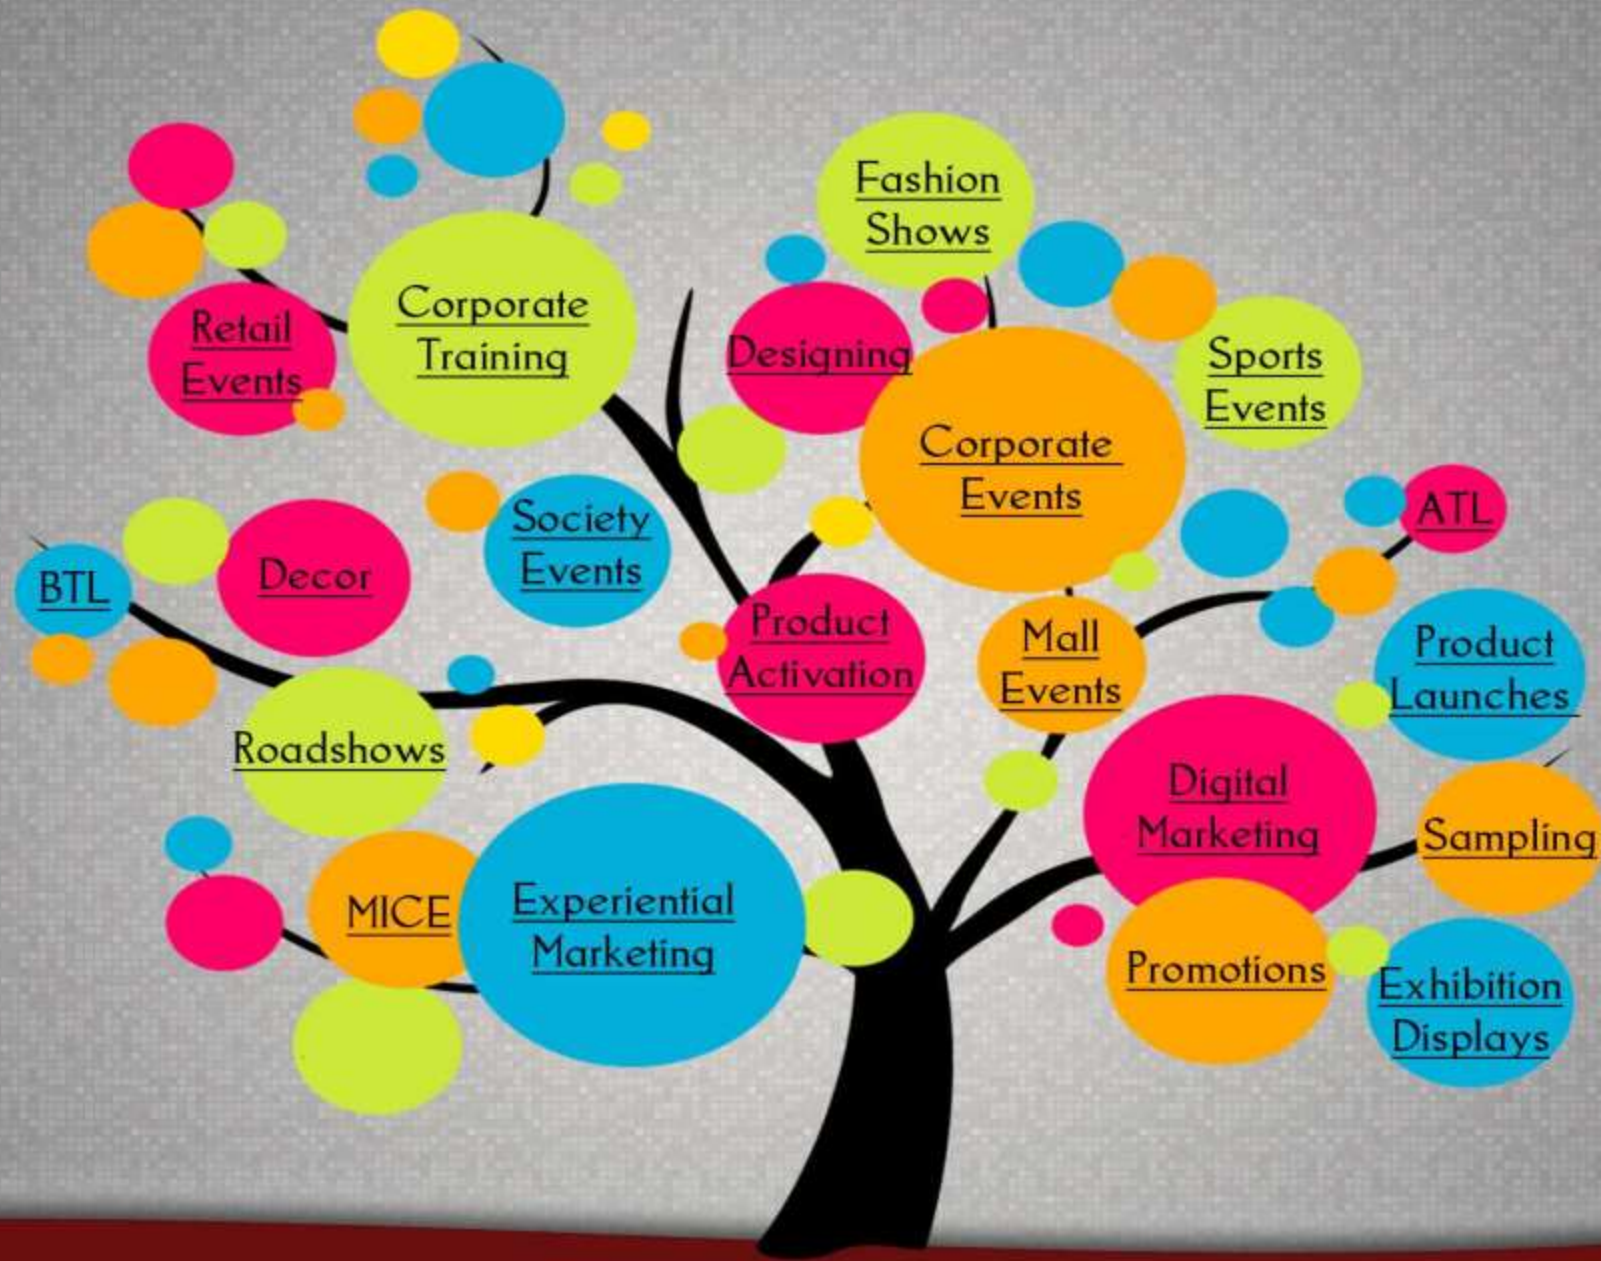 Fashion
Shows
Corporate
Training
Retail
Events
Designing
Sports
Events
Corporate
Events
Society
Events
ATL
BTL
Decor
Product
Activation
Mall
Events
Product
Launches
Roadshows
Digital
Marketing
Sampling
MICE
Experiential
Marketing
Promotions
Exhibition
Displays